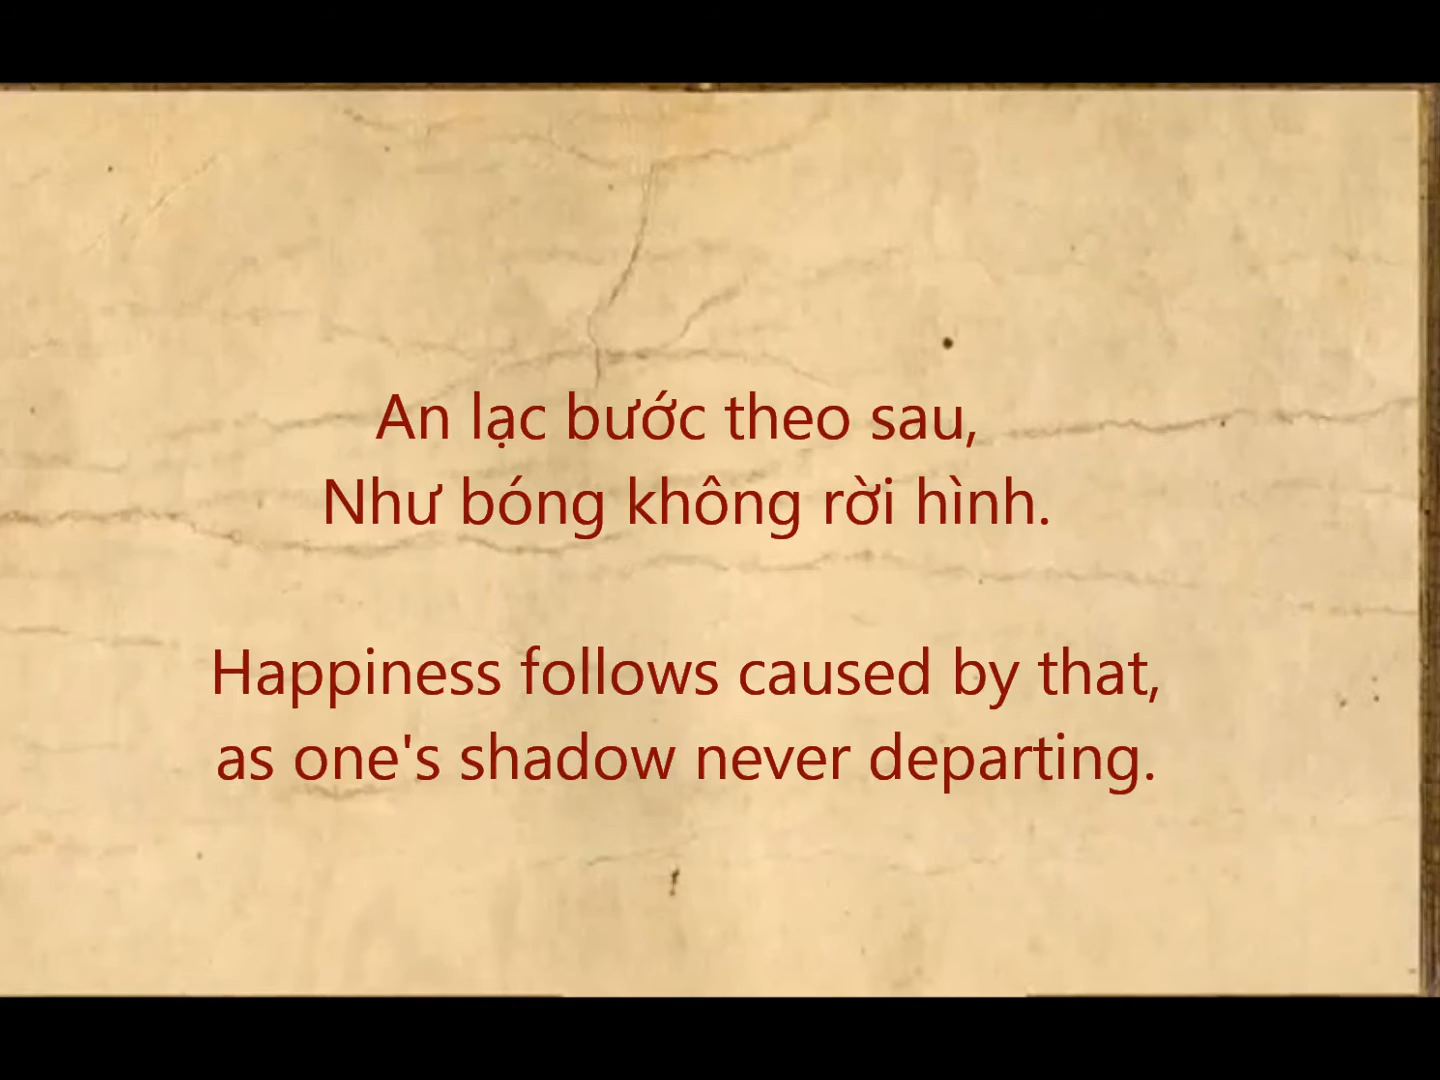 An lạc bước theo sau,
Như bóng không rời hình.
Happiness follows caused by that,
as one's shadow never departing.